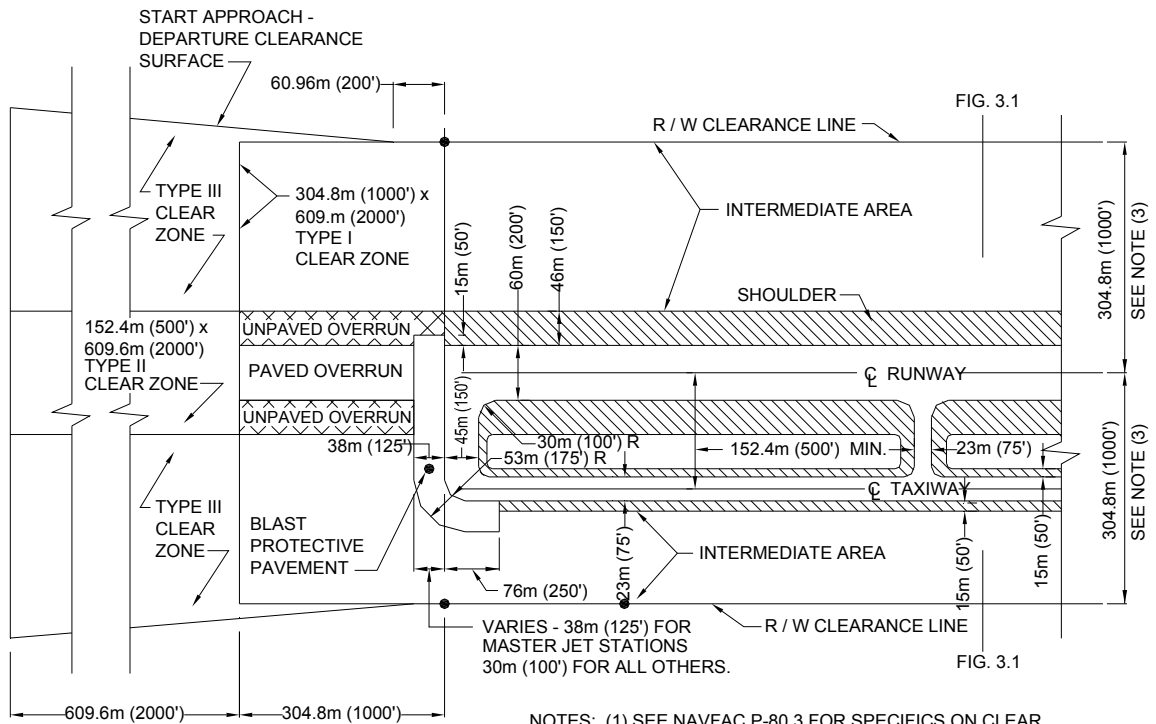 START APPROACH -
DEPARTURE CLEARANCE
SURFACE
60.96m (200')
FIG. 3.1
R / W CLEARANCE LINE
TYPE III
CLEAR
ZONE
304.8m (1000') x
609.m (2000')
TYPE I
CLEAR ZONE
INTERMEDIATE AREA
15m (50')
60m (200')
46m (150')
304.8m (1000')
SEE NOTE (3)
SHOULDER
UNPAVED OVERRUN
152.4m (500') x
609.6m (2000')
TYPE II
CLEAR ZONE
PAVED OVERRUN
℄ RUNWAY
UNPAVED OVERRUN
45m (150')
38m (125')
30m (100') R
53m (175') R
152.4m (500') MIN.
23m (75')
℄ TAXIWAY
304.8m (1000')
SEE NOTE (3)
TYPE III
CLEAR
ZONE
BLAST
PROTECTIVE
PAVEMENT
76m (250')
23m (75')
INTERMEDIATE AREA
15m (50')
15m (50')
VARIES - 38m (125') FOR
MASTER JET STATIONS
30m (100') FOR ALL OTHERS.
R / W CLEARANCE LINE
FIG. 3.1
609.6m (2000')
304.8m (1000')
NOTES: (1) SEE NAVFAC P-80.3 FOR SPECIFICS ON CLEAR